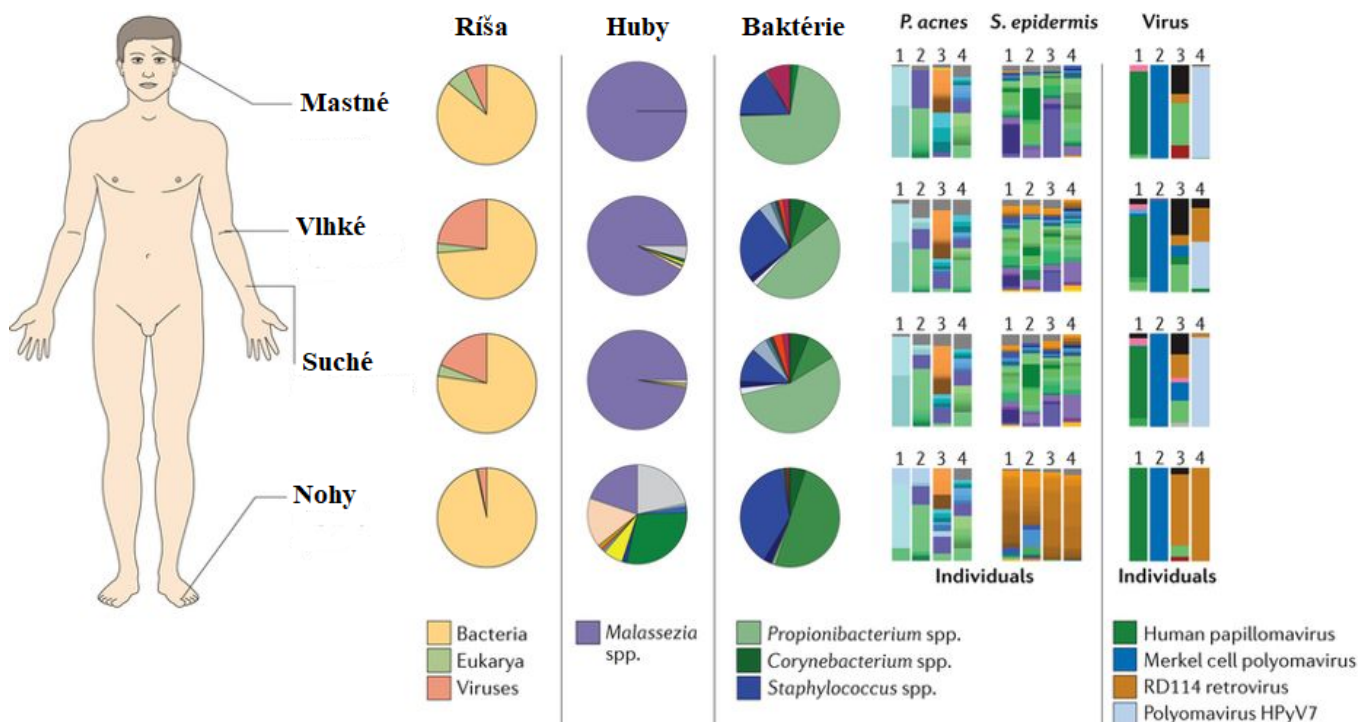 Ríša
Huby
Baktérie
P. acnes
S. epidermis
Virus
1 2 3 4
1 2 3 4
1 2 3 4
Mastné
1 2 3 4
1 2 3 4
1 2 3 4
Vlhké
1 2 3 4
1 2 3 4
1 2 3 4
Suché
1 2 3 4
1 2 3 4
1 2 3 4
Nohy
Individuals
Individuals
Bacteria
Eukarya
Viruses
Malassezia
spp.
Propionibacterium spp.
Corynebacterium spp.
Staphylococcus spp.
Human papillomavirus
Merkel cell polyomavirus
RD114 retrovirus
Polyomavirus HPyV7